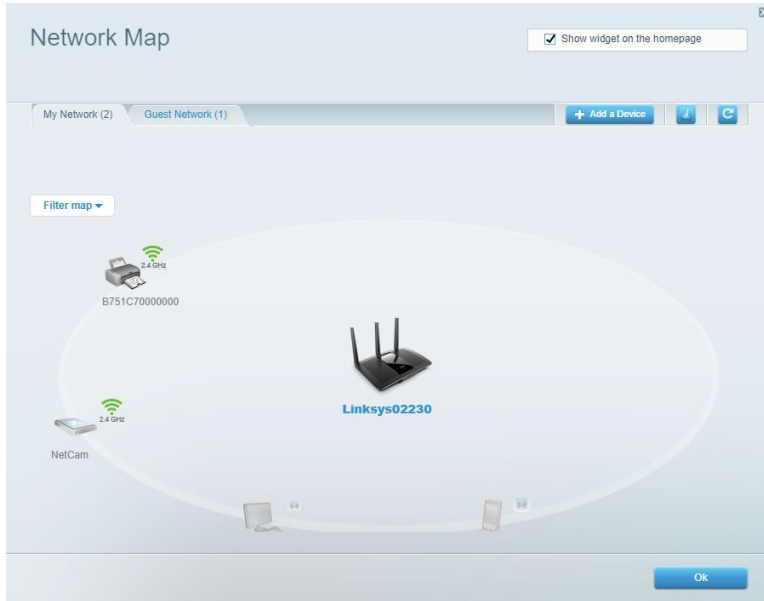 Network Map
Show widget on the homepage
My Network (2)
Guest Network (1)
Add a Device
Filter map
2.4 GHz
B751C70000000
Linksys02230
2.4 GHz
NetCam
Ok